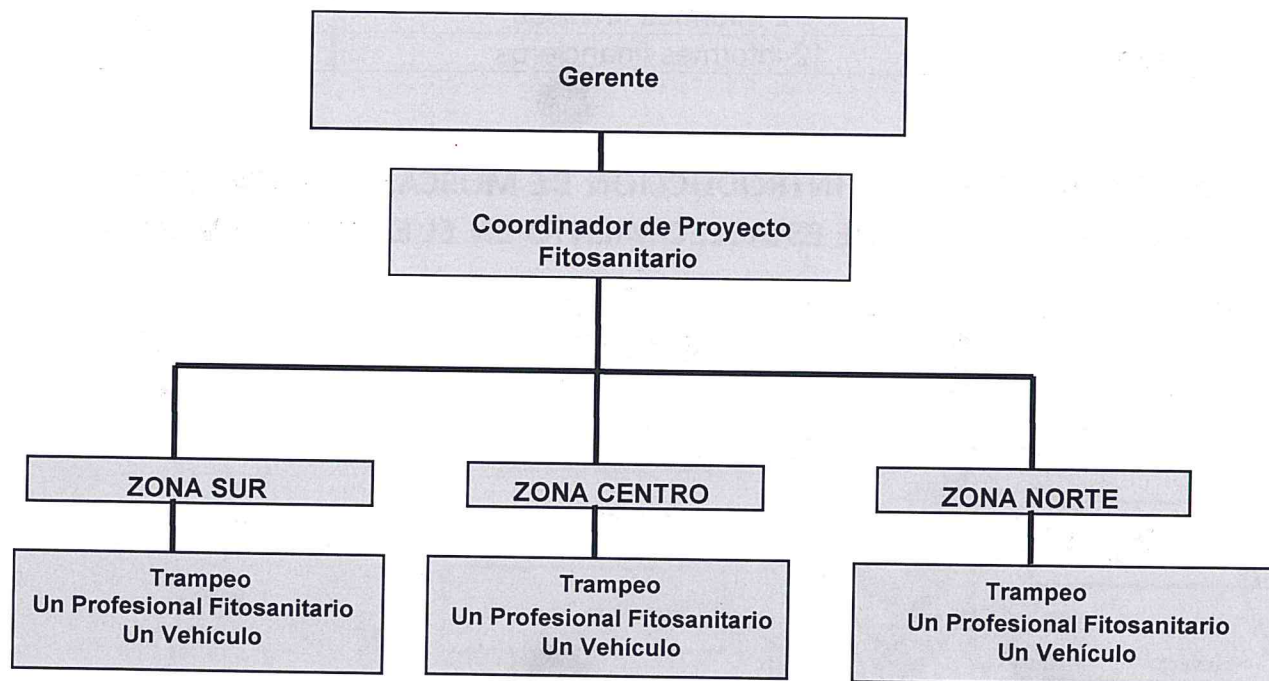 Gerente
Coordinador de Proyecto
Fitosanitario
ZONA SUR
ZONA CENTRO
ZONA NORTE
Trampeo
Un Profesional Fitosanitario
Un Vehículo
Trampeo
Un Profesional Fitosanitario
Un Vehículo
Trampeo
Un Profesional Fitosanitario
Un Vehículo